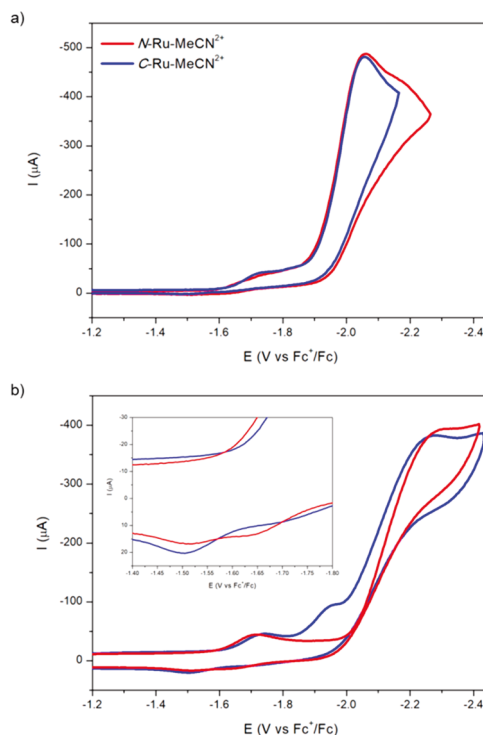 a)
N-Ru-MeCN2+
C-Ru-MeCN2+
-500
-400
-300
-200
-100
0
I (μA)
-1.2 -1.4 -1.6 -1.8 -2.0 -2.2 -2.4
E (V vs Fc+/Fc)
b)
-400
-300
-200
-100
0
I (μA)
-30
-20
-10
0
10
20
I (μA)
-1.40 -1.45 -1.50 -1.55 -1.60 -1.65 -1.70 -1.75 -1.80
E (V vs Fc+/Fc)
-1.2 -1.4 -1.6 -1.8 -2.0 -2.2 -2.4
E (V vs Fc+/Fc)